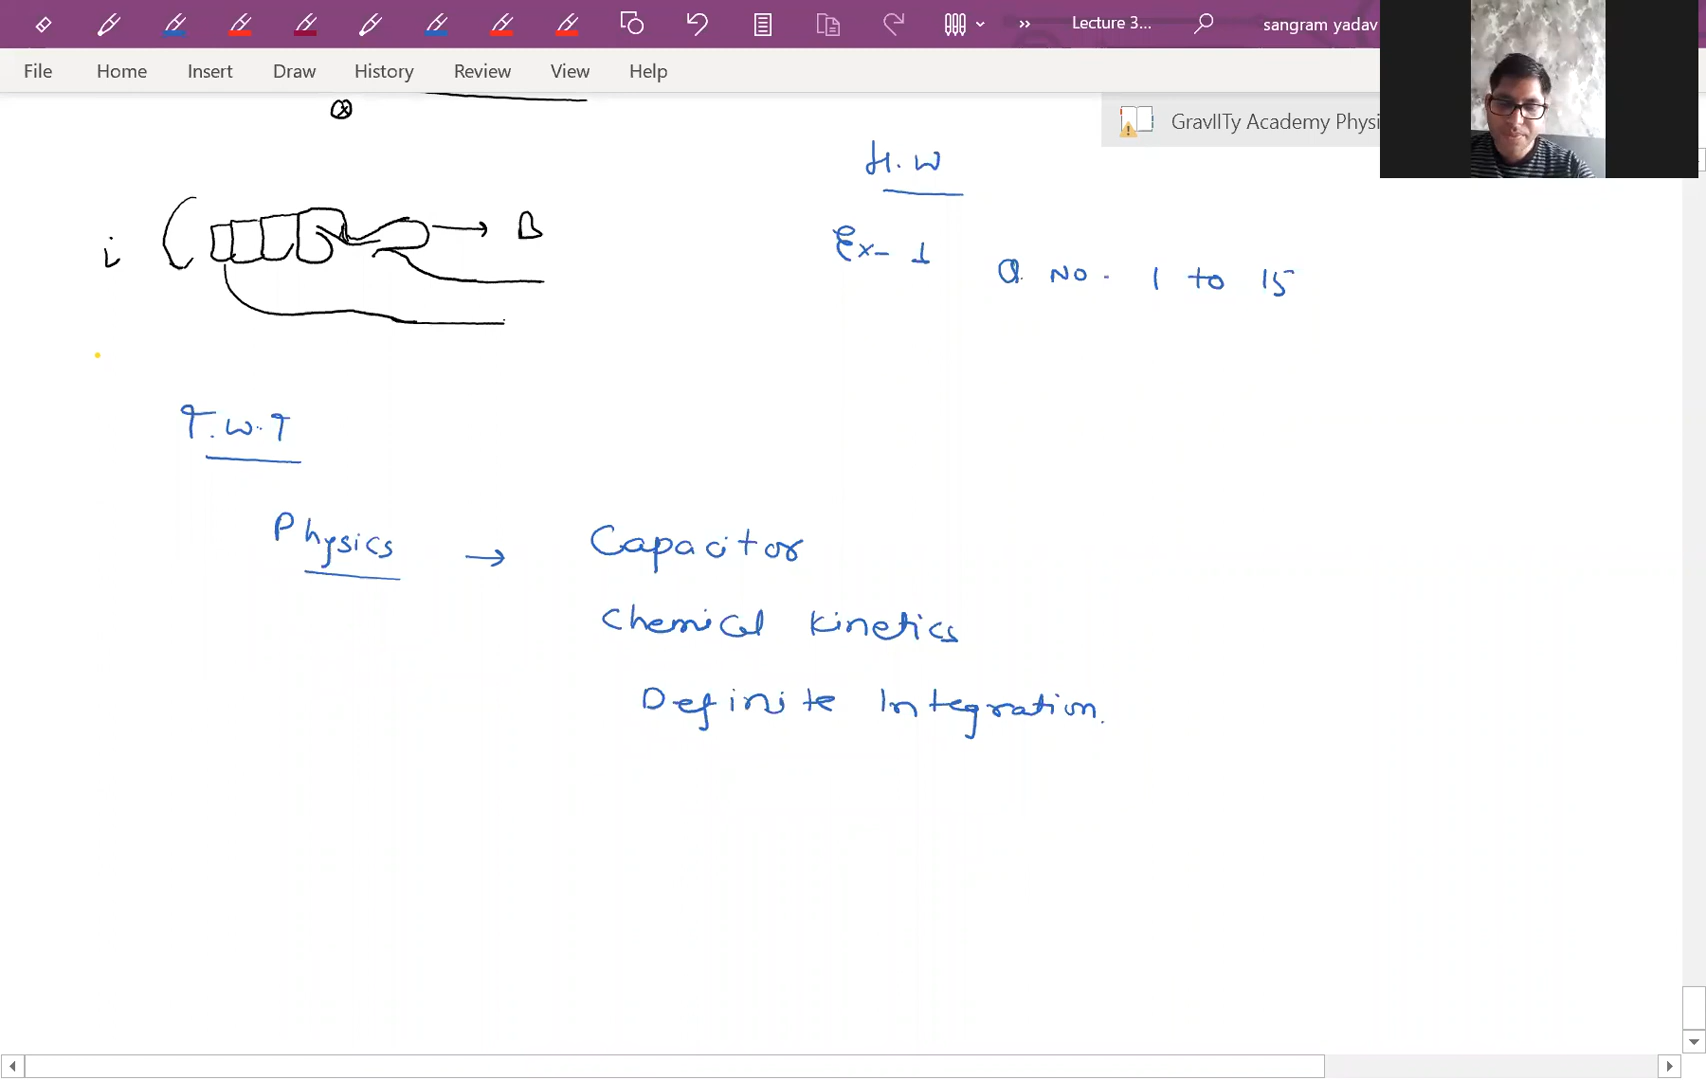 Lecture 3...
sangram yadav
File Home Insert Draw History Review View Help
GravIITy Academy Physi
H.W
i
B
Ex-1 Q. No. 1 to 15
T.W.T
Physics → Capacitor
Chemical Kinetics
Definite Integration.